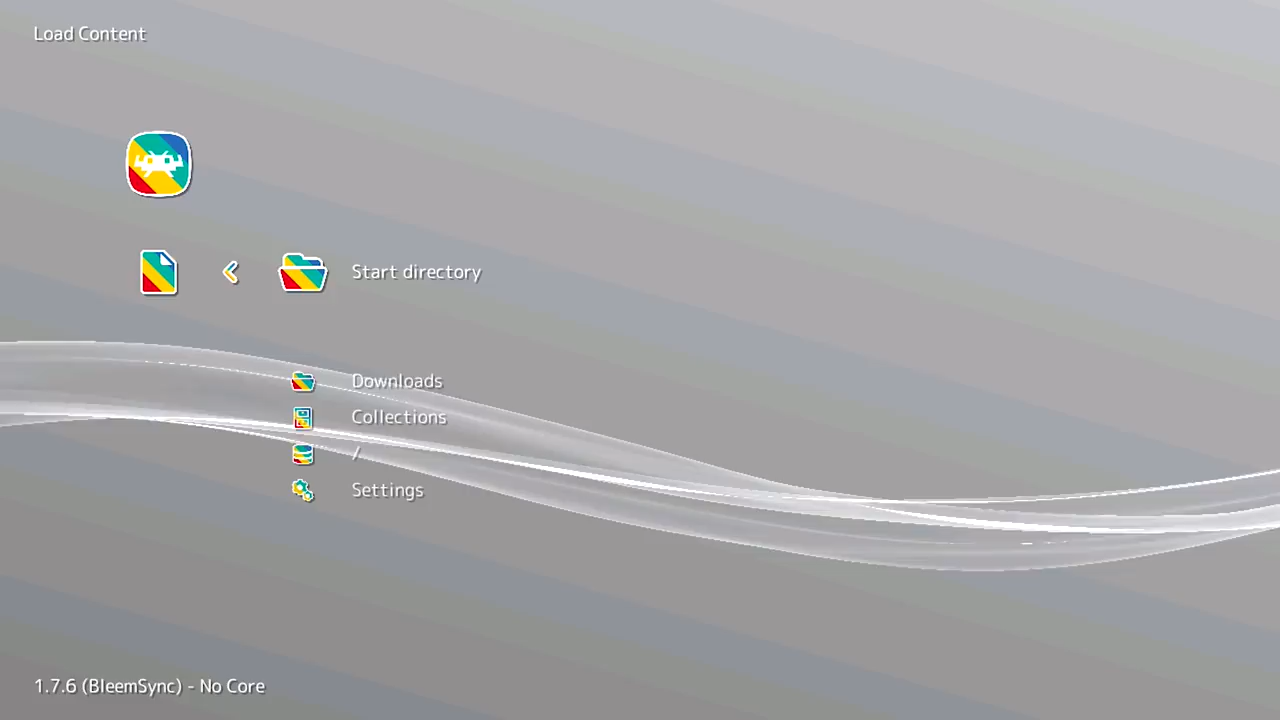 Load Content
Start directory
Downloads
Collections
/
Settings
1.7.6 (BleemSync) - No Core